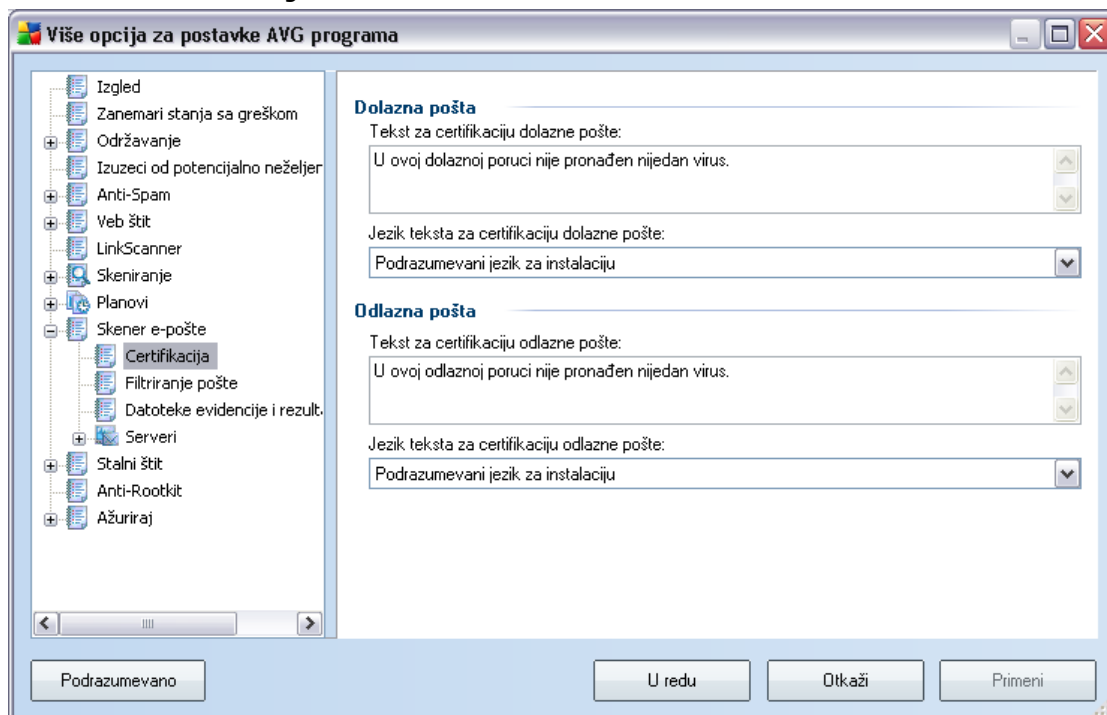 Više opcija za postavke AVG programa
Izgled
Zanemari stanja sa greškom
Održavanje
Izuzeci od potencijalno neželjer
Anti-Spam
Veb štit
LinkScanner
Skeniranje
Planovi
Skener e-pošte
Certifikacija
Filtriranje pošte
Datoteke evidencije i rezult
Serveri
Stalni štit
Anti-Rootkit
Ažuriraj
Dolazna pošta
Tekst za certifikaciju dolazne pošte:
U ovoj dolaznoj poruci nije pronađen nijedan virus.
Jezik teksta za certifikaciju dolazne pošte:
Podrazumevani jezik za instalaciju
Odlazna pošta
Tekst za certifikaciju odlazne pošte:
U ovoj odlaznoj poruci nije pronađen nijedan virus.
Jezik teksta za certifikaciju odlazne pošte:
Podrazumevani jezik za instalaciju
Podrazumevano
U redu
Otkaži
Primeni